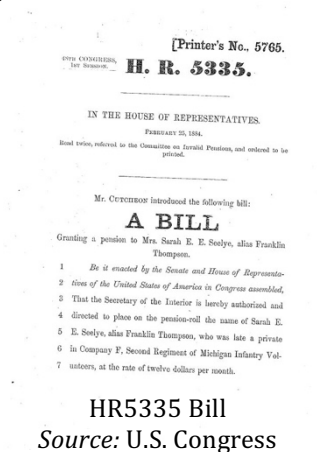 [Printer's No., 5765.
48TH CONGRESS,
1ST SESSION.
H. R. 5335.
IN THE HOUSE OF REPRESENTATIVES.
FEBRUARY 25, 1884.
Read twice, referred to the Committee on Invalid Pensions, and ordered to be
printed.
Mr. CUTCHEON introduced the following bill:
A BILL
Granting a pension to Mrs. Sarah E. E. Seelye, alias Franklin
Thompson.
1 Be it enacted by the Senate and House of Representa-
2 tives of the United States of America in Congress assembled,
3 That the Secretary of the Interior is hereby authorized and
4 directed to place on the pension-roll the name of Sarah E.
5 E. Seelye, alias Franklin Thompson, who was late a private
6 in Company F, Second Regiment of Michigan Infantry Vol-
7 unteers, at the rate of twelve dollars per month.
HR5335 Bill
Source: U.S. Congress